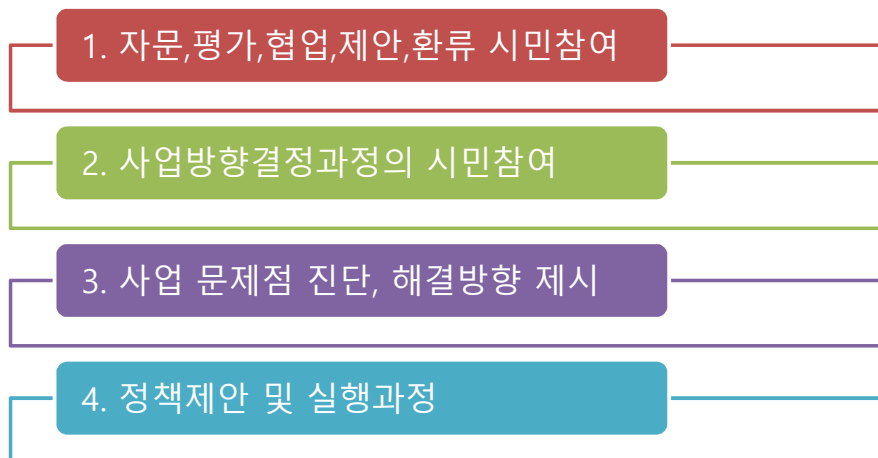 1. 자문,평가,협업,제안,환류 시민참여
2. 사업방향결정과정의 시민참여
3. 사업 문제점 진단, 해결방향 제시
4. 정책제안 및 실행과정